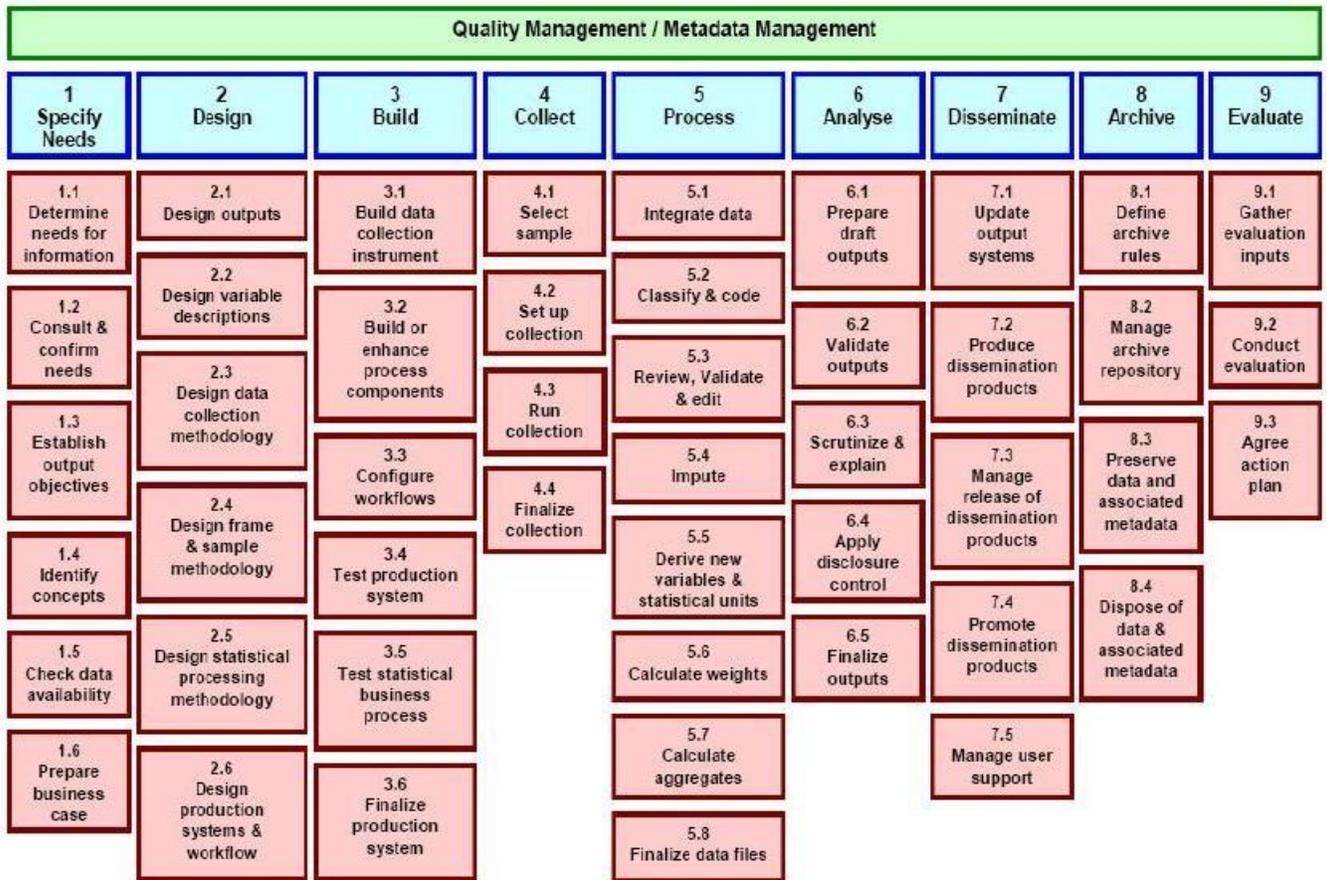 Quality Management / Metadata Management
1
Specify
Needs
2
Design
3
Build
4
Collect
5
Process
6
Analyse
7
Disseminate
8
Archive
9
Evaluate
1.1
Determine
needs for
information
1.2
Consult &
confirm
needs
1.3
Establish
output
objectives
1.4
Identify
concepts
1.5
Check data
availability
1.6
Prepare
business
case
2.1
Design outputs
2.2
Design variable
descriptions
2.3
Design data
collection
methodology
2.4
Design frame
& sample
methodology
2.5
Design statistical
processing
methodology
2.6
Design
production
systems &
workflow
3.1
Build data
collection
instrument
3.2
Build or
enhance
process
components
3.3
Configure
workflows
3.4
Test production
system
3.5
Test statistical
business
process
3.6
Finalize
production
system
4.1
Select
sample
4.2
Set up
collection
4.3
Run
collection
4.4
Finalize
collection
5.1
Integrate data
5.2
Classify & code
5.3
Review, Validate
& edit
5.4
Impute
5.5
Derive new
variables &
statistical units
5.6
Calculate weights
5.7
Calculate
aggregates
5.8
Finalize data files
6.1
Prepare
draft
outputs
6.2
Validate
outputs
6.3
Scrutinize &
explain
6.4
Apply
disclosure
control
6.5
Finalize
outputs
7.1
Update
output
systems
7.2
Produce
dissemination
products
7.3
Manage
release of
dissemination
products
7.4
Promote
dissemination
products
7.5
Manage user
support
8.1
Define
archive
rules
8.2
Manage
archive
repository
8.3
Preserve
data and
associated
metadata
8.4
Dispose of
data &
associated
metadata
9.1
Gather
evaluation
inputs
9.2
Conduct
evaluation
9.3
Agree
action
plan